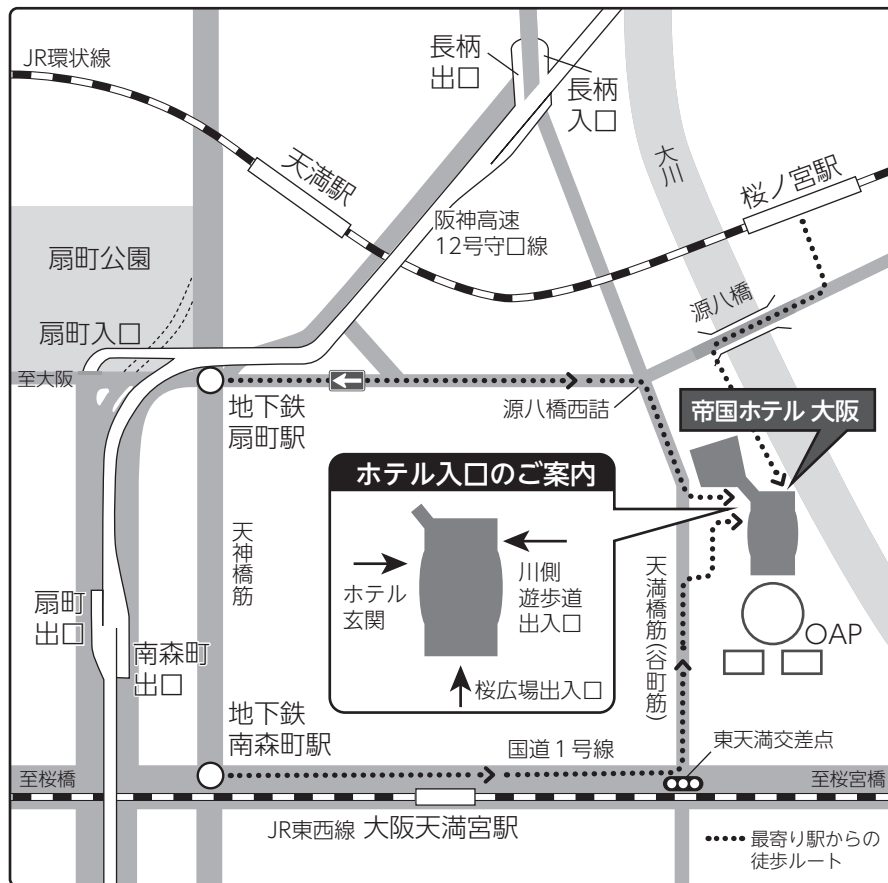 JR環状線
長柄
出口
長柄
入口
天満駅
大川
桜ノ宮駅
阪神高速
12号守口線
扇町公園
扇町入口
源八橋
至大阪
地下鉄
扇町駅
源八橋西詰
帝国ホテル 大阪
ホテル入口のご案内
ホテル
玄関
川側
遊歩道
出入口
桜広場出入口
天神橋筋
天満橋筋(谷町筋)
扇町
出口
南森町
出口
OAP
地下鉄
南森町駅
国道1号線
東天満交差点
至桜橋
至桜宮橋
JR東西線 大阪天満宮駅
最寄り駅からの
徒歩ルート